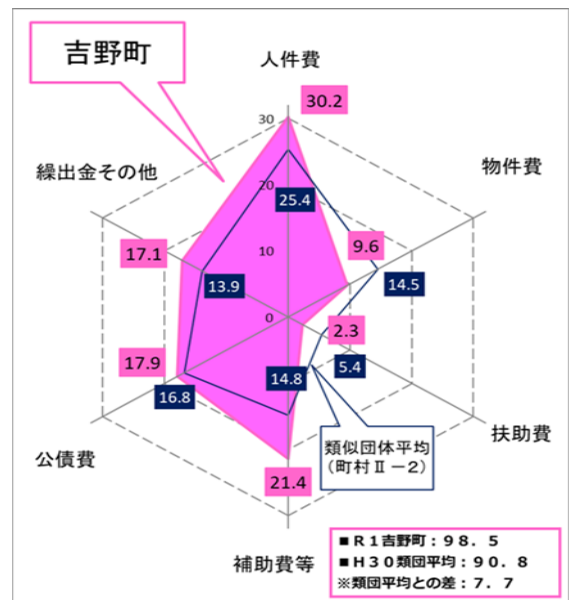 吉野町
人件費
30.2
30
物件費
繰出金その他
20
25.4
9.6
17.1
10
14.5
13.9
0
2.3
17.9
5.4
14.8
16.8
扶助費
類似団体平均
(町村Ⅱ－2)
公債費
21.4
補助費等
■R1吉野町：98．5
■H30類団平均：90．8
※類団平均との差：7．7